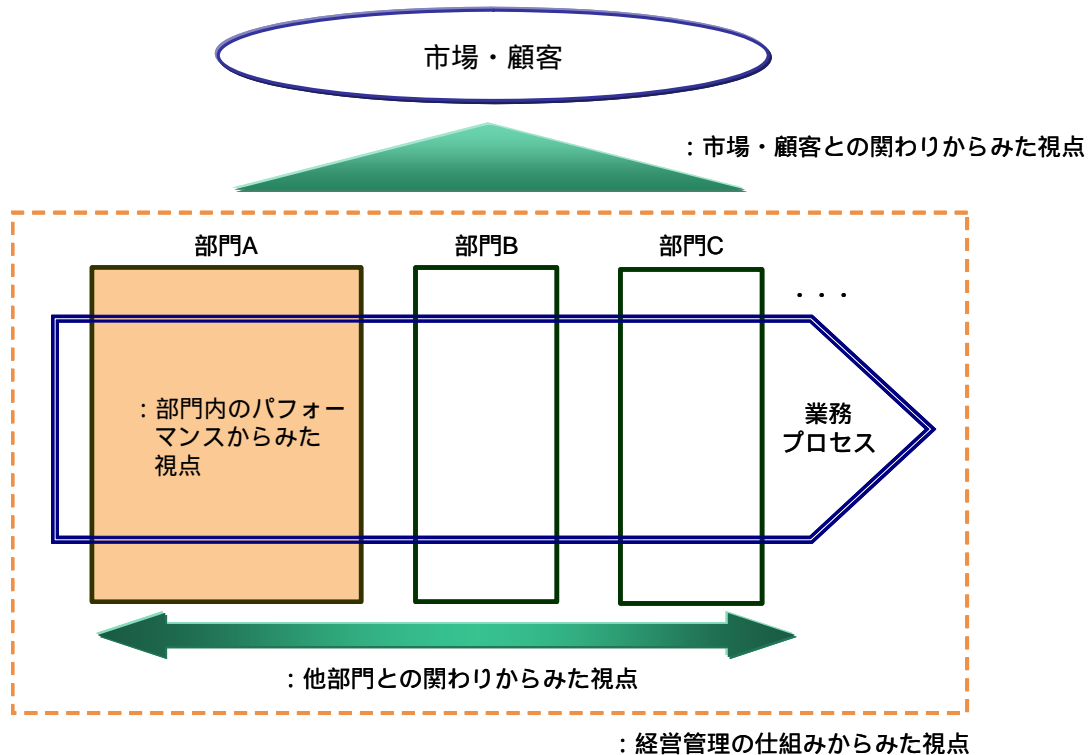 市場・顧客
：市場・顧客との関わりからみた視点
部門A
部門B
部門C
・・・
：部門内のパフォー
マンスからみた
視点
業務
プロセス
：他部門との関わりからみた視点
：経営管理の仕組みからみた視点